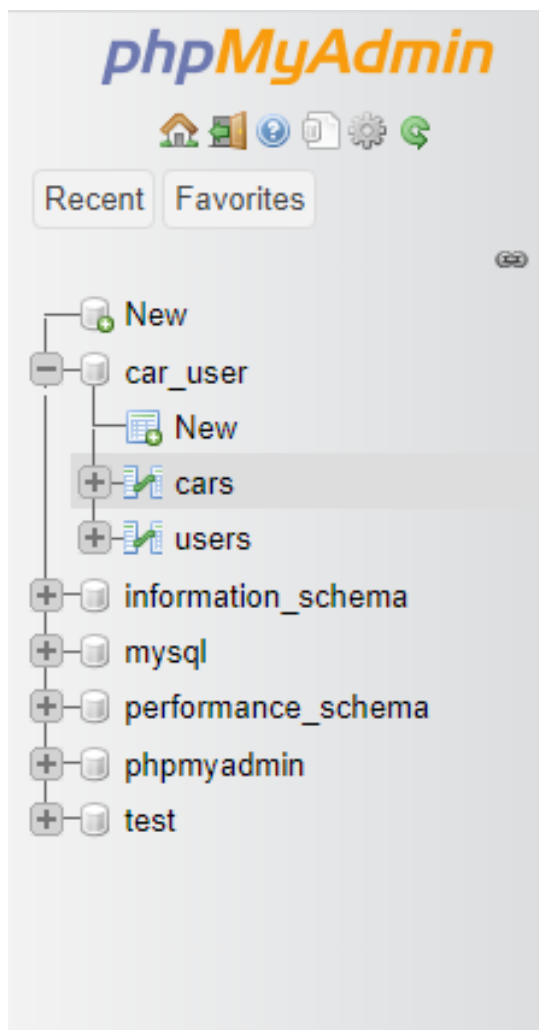 phpMyAdmin
Recent Favorites
New
car_user
New
cars
users
information_schema
mysql
performance_schema
phpmyadmin
test